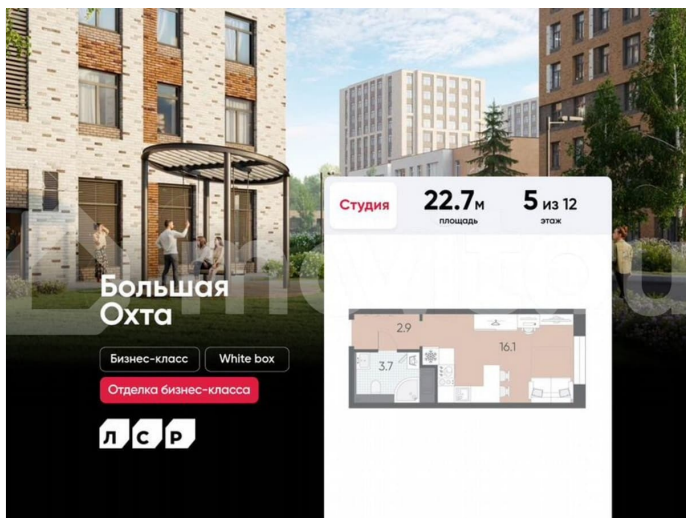 Студия
22.7м
площадь
5 из 12
этаж
Большая
Охта
2.9
16.1
3.7
Бизнес-класс
White box
Отделка бизнес-класса
ЛСР